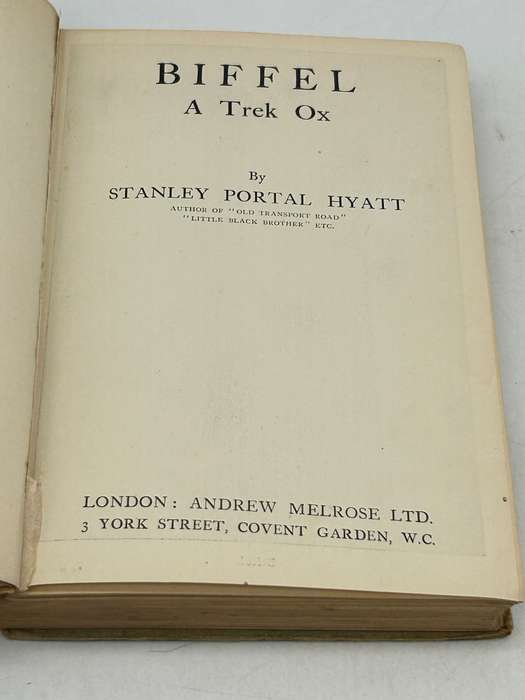 BIFFEL
A Trek Ox
By
STANLEY PORTAL HYATT
AUTHOR OF "OLD TRANSPORT ROAD"
"LITTLE BLACK BROTHER" ETC.
LONDON: ANDREW MELROSE LTD.
3 YORK STREET, COVENT GARDEN, W.C.